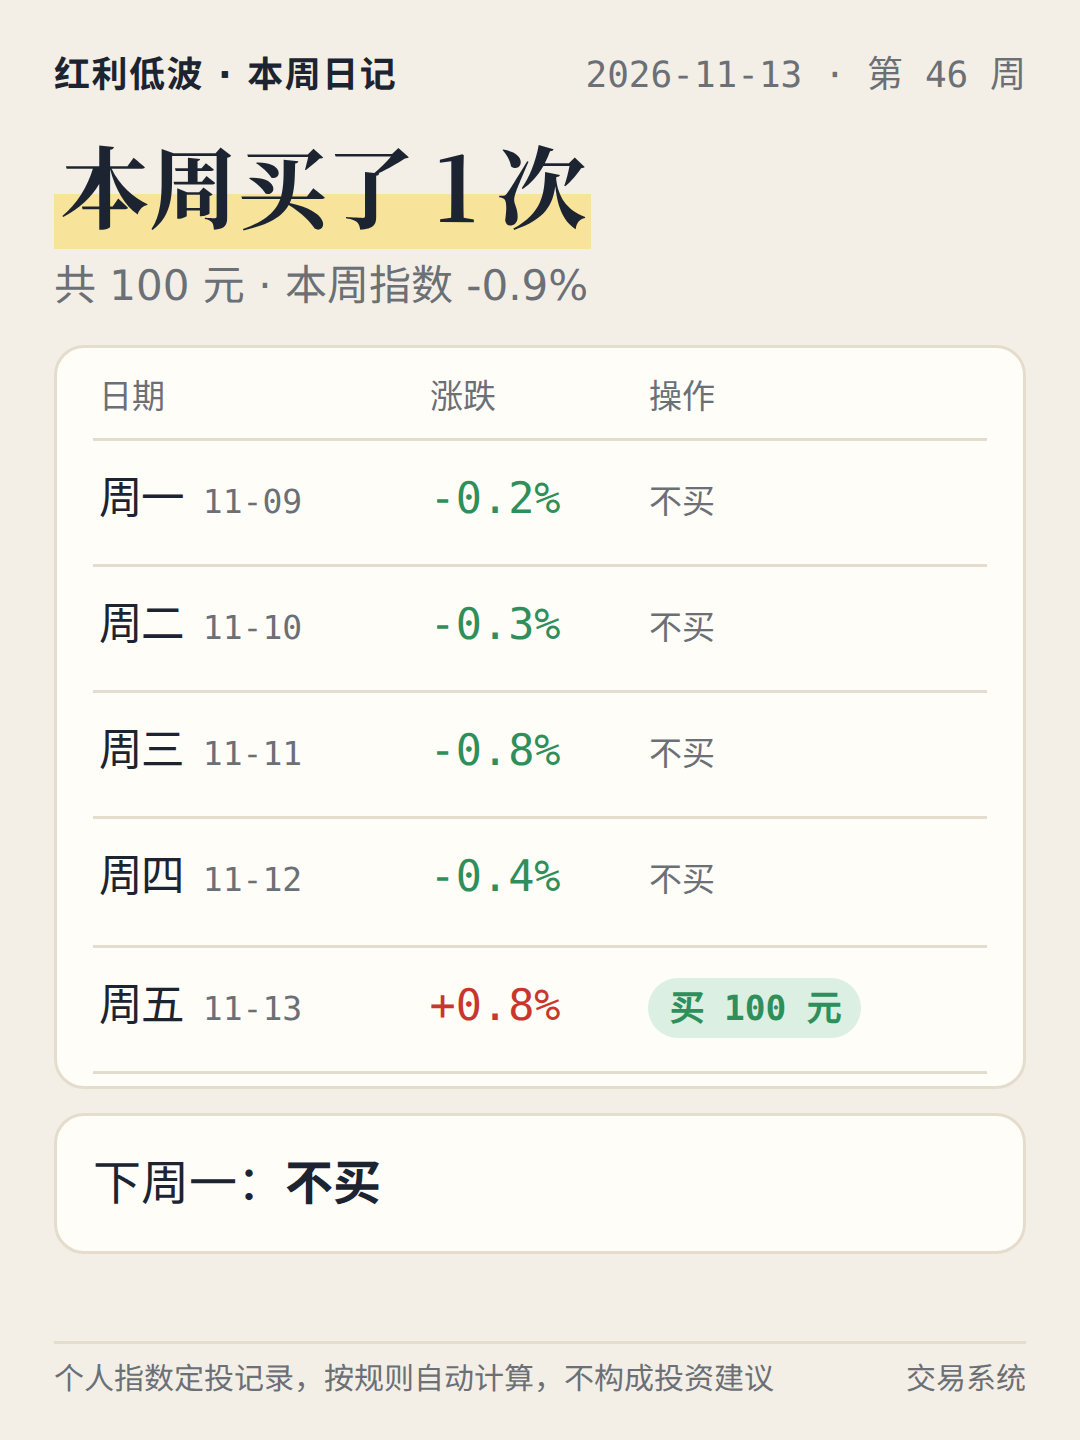 红利低波 · 本周日记 2026-11-13 · 第 46 周
本周买了 1 次
共 100 元 · 本周指数 -0.9%
日期 涨跌 操作
周一 11-09 -0.2% 不买
周二 11-10 -0.3% 不买
周三 11-11 -0.8% 不买
周四 11-12 -0.4% 不买
周五 11-13 +0.8% 买 100 元
下周一：不买
个人指数定投记录，按规则自动计算，不构成投资建议 交易系统